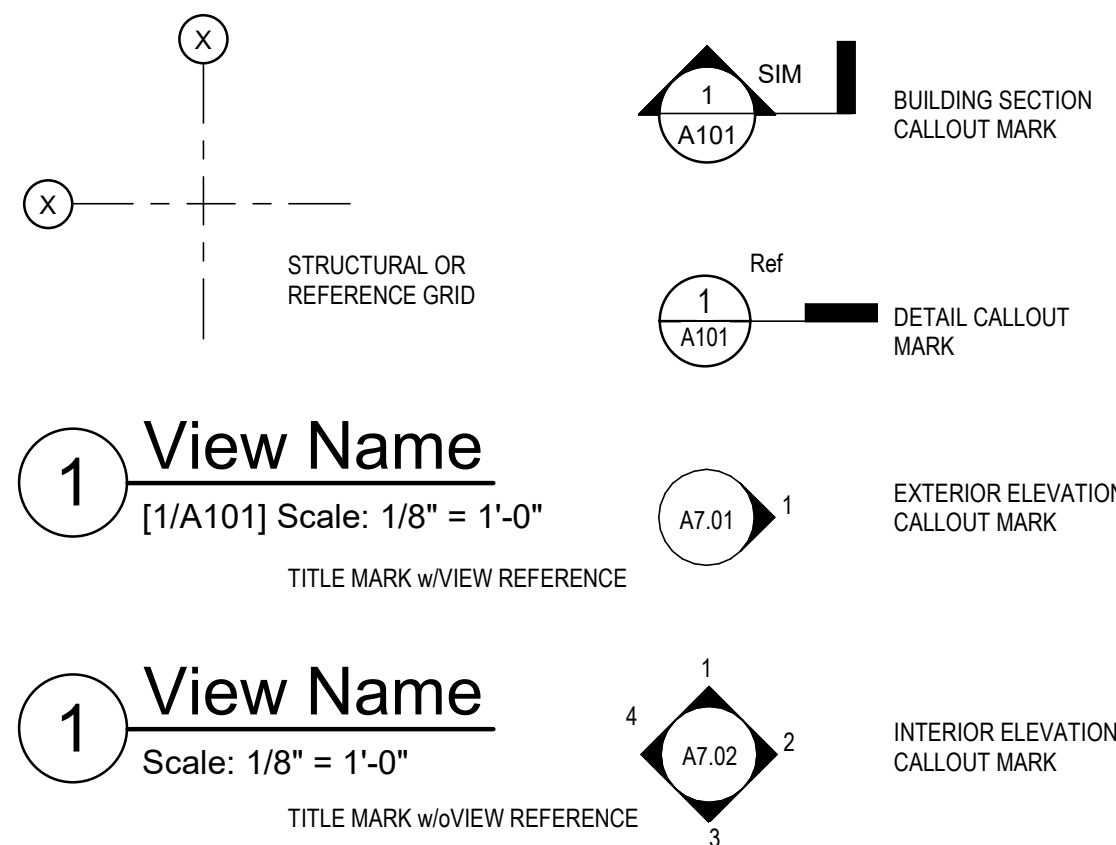 X
X
STRUCTURAL OR
REFERENCE GRID
1
View Name
[1/A101] Scale: 1/8" = 1'-0"
TITLE MARK w/VIEW REFERENCE
1
View Name
Scale: 1/8" = 1'-0"
TITLE MARK w/oVIEW REFERENCE
1
SIM
A101
BUILDING SECTION
CALLOUT MARK
Ref
1
A101
DETAIL CALLOUT
MARK
A7.01
1
EXTERIOR ELEVATION
CALLOUT MARK
1
4
A7.02
2
3
INTERIOR ELEVATION
CALLOUT MARK